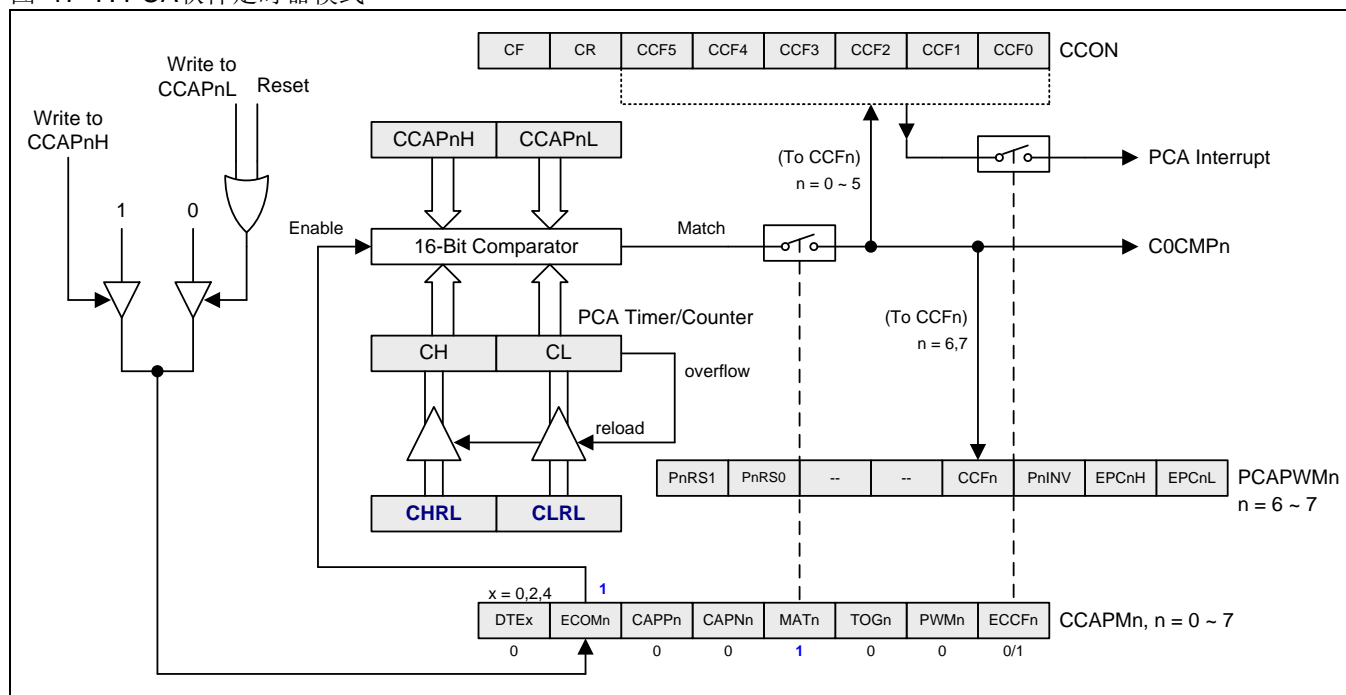 CF CR CCF5 CCF4 CCF3 CCF2 CCF1 CCF0 CCON
Write to
CCAPnL
Reset
Write to
CCAPnH
CCAPnH CCAPnL
(To CCFn)
n = 0 ~ 5
PCA Interrupt
1 0
Enable
16-Bit Comparator
Match
C0CMPn
PCA Timer/Counter
(To CCFn)
n = 6,7
CH CL
overflow
reload
PnRS1 PnRS0 -- -- CCFn PnINV EPCnH EPCnL PCAPWMn
n = 6 ~ 7
CHRL CLRL
x = 0,2,4
1
DTEx ECOMn CAPPn CAPNn MATn TOGn PWMn ECCFn CCAPMn, n = 0 ~ 7
0 0 0 1 0 0 0/1